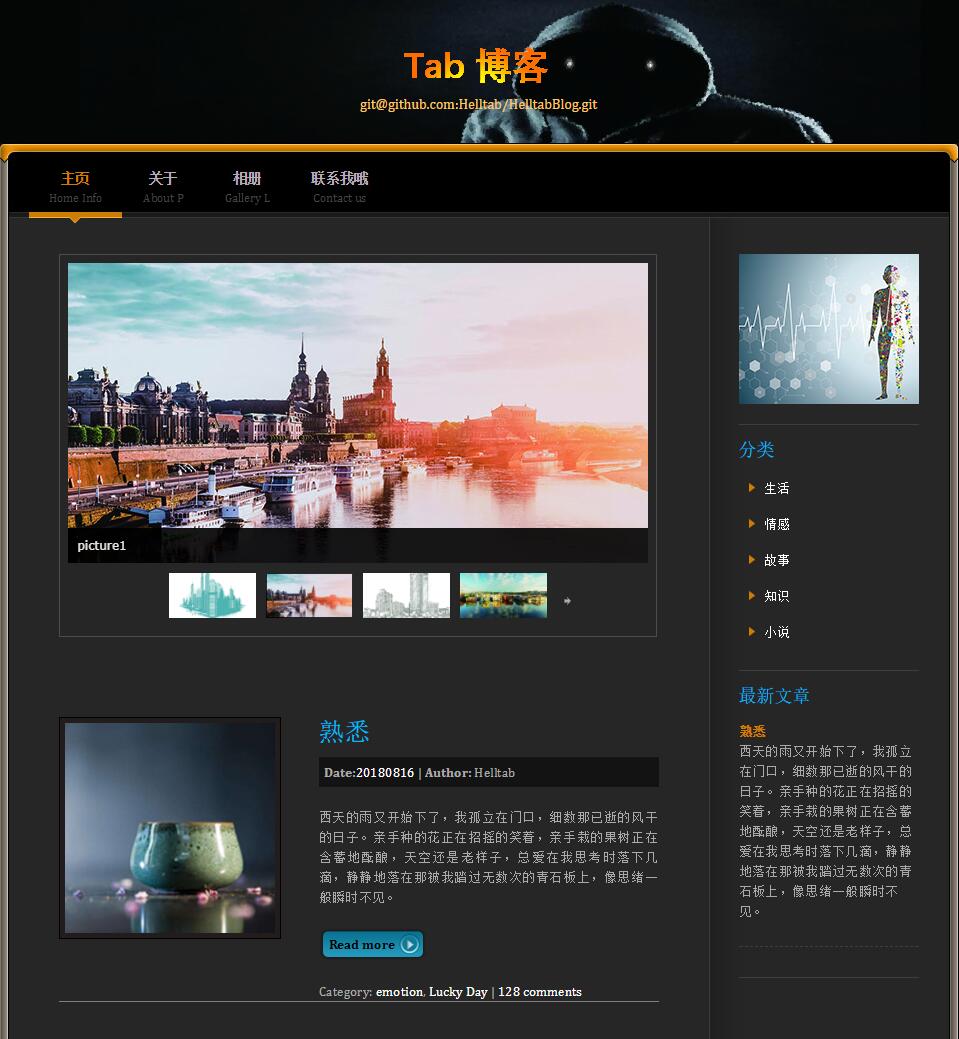 Tab 博客
git@github.com:Helltab/HelltabBlog.git
主页
Home Info
关于
About P
相册
Gallery L
联系我哦
Contact us
picture1
分类
生活
情感
故事
知识
小说
熟悉
Date:20180816 | Author: Helltab
西天的雨又开始下了，我孤立在门口，细数那已逝的风干
的日子。亲手种的花正在招摇的笑着，亲手栽的果树正在
含蓄地酝酿，天空还是老样子，总爱在我思考时落下几
滴，静静地落在那被我踏过无数次的青石板上，像思绪一
般瞬时不见。
Read more
Category: emotion, Lucky Day | 128 comments
最新文章
熟悉
西天的雨又开始下了，我孤立
在门口，细数那已逝的风干的
日子。亲手种的花正在招摇的
笑着，亲手栽的果树正在含蓄
地酝酿，天空还是老样子，总
爱在我思考时落下几滴，静静
地落在那被我踏过无数次的青
石板上，像思绪一般瞬时不
见。